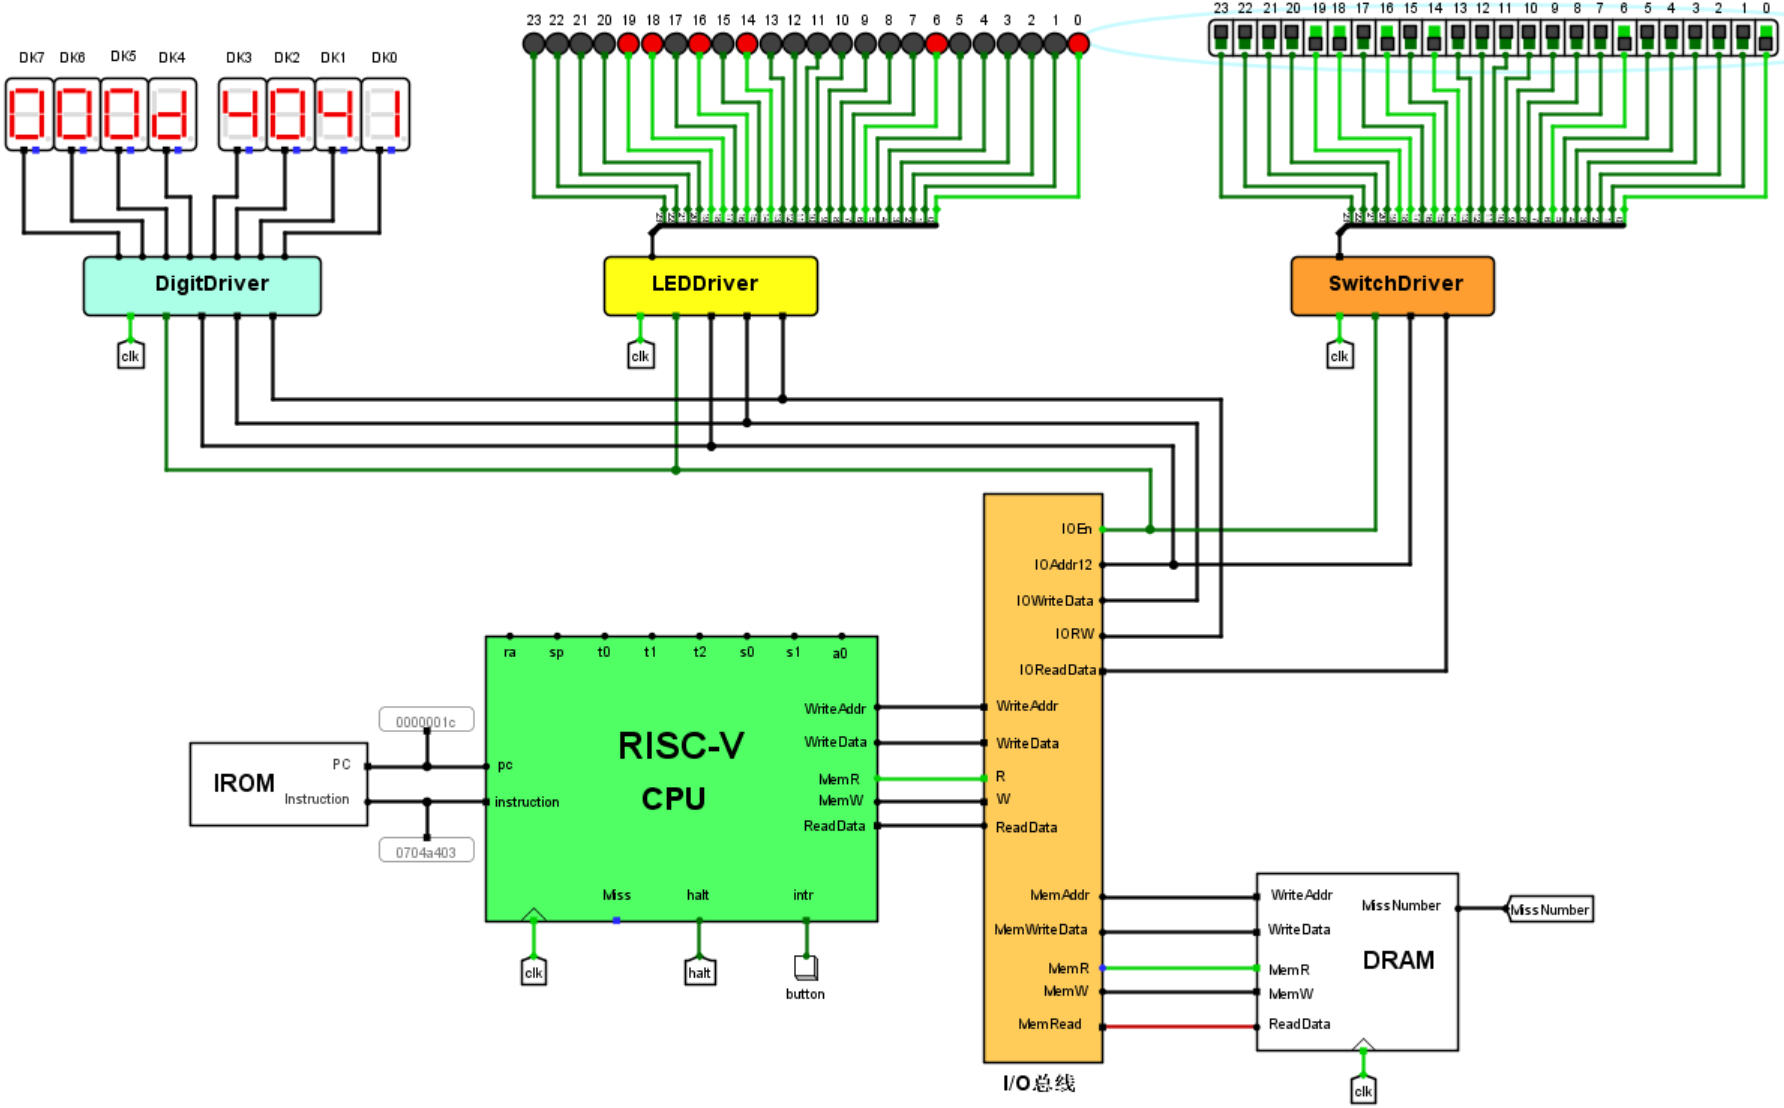 23 22 21 20 19 18 17 16 15 14 13 12 11 10 9 8 7 6 5 4 3 2 1 0
23 22 21 20 19 18 17 16 15 14 13 12 11 10 9 8 7 6 5 4 3 2 1 0
DK7 DK6 DK5 DK4 DK3 DK2 DK1 DK0
000d4041
DigitDriver
LEDDriver
SwitchDriver
clk
clk
clk
IOEn
IOAddr12
IOWriteData
IORW
IOReadData
ra sp t0 t1 t2 s0 s1 a0
WriteAddr
WriteData
MemR
MemW
ReadData
RISC-V
CPU
pc
instruction
Miss
halt
intr
clk
halt
button
0000001c
0704a403
IROM
PC
Instruction
WriteAddr
WriteData
R
W
ReadData
MemAddr
MemWriteData
MemR
MemW
MemRead
I/O总线
WriteAddr
WriteData
MemR
MemW
ReadData
MissNumber
DRAM
MissNumber
clk